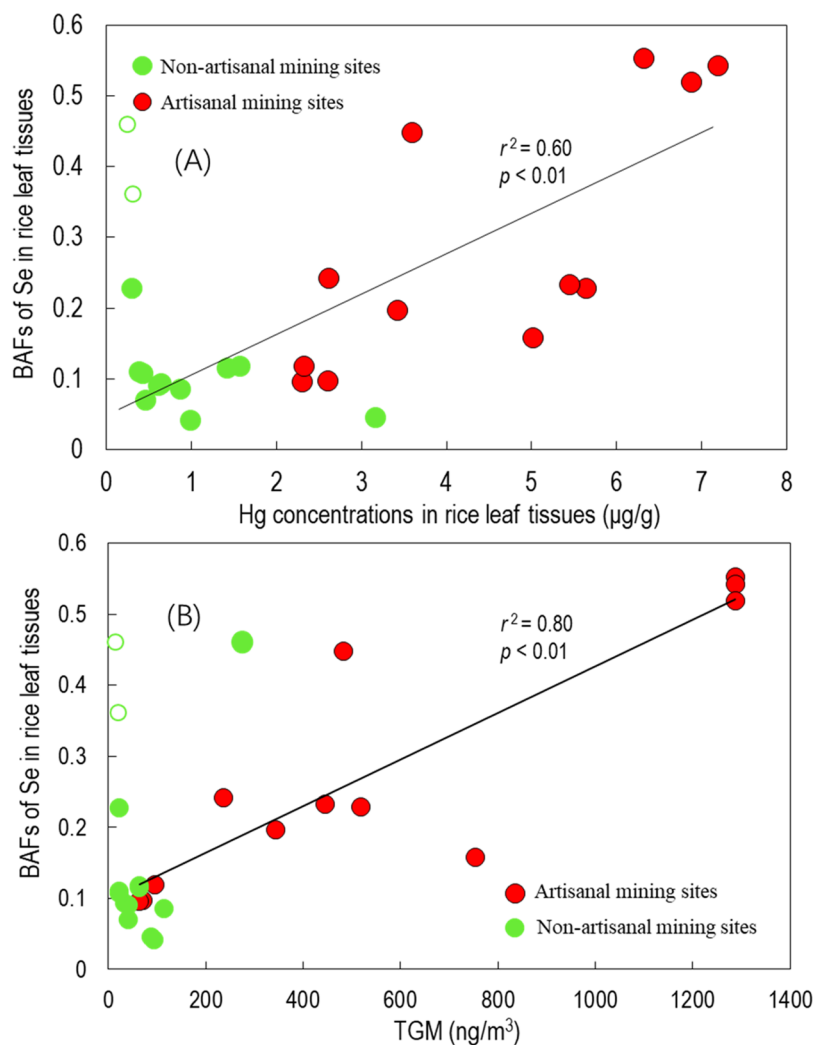 0.6
0.5
0.4
0.3
0.2
0.1
0
BAFs of Se in rice leaf tissues
Non-artisanal mining sites
Artisanal mining sites
(A)
r² = 0.60
p < 0.01
0 1 2 3 4 5 6 7 8
Hg concentrations in rice leaf tissues (µg/g)
0.6
0.5
0.4
0.3
0.2
0.1
0
BAFs of Se in rice leaf tissues
(B)
r² = 0.80
p < 0.01
Artisanal mining sites
Non-artisanal mining sites
0 200 400 600 800 1000 1200 1400
TGM (ng/m³)